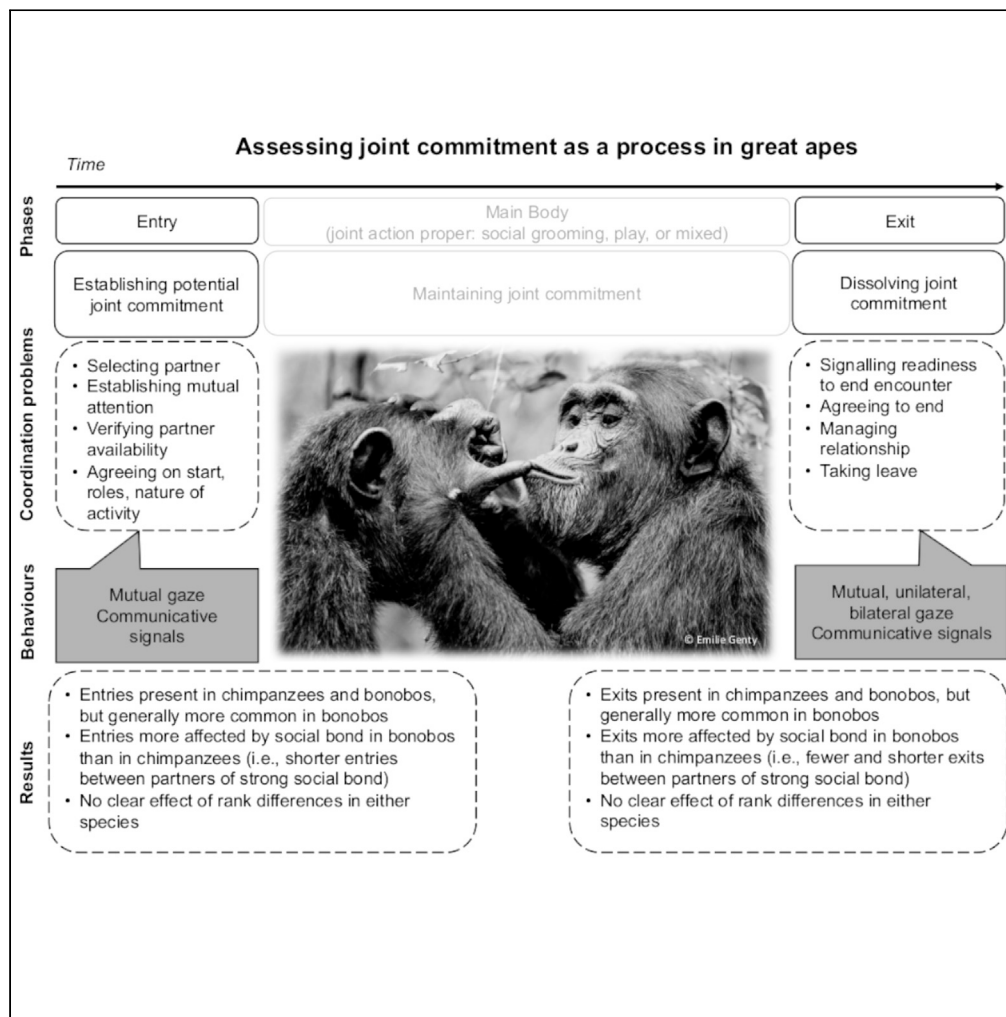 Assessing joint commitment as a process in great apes
Time
Phases
Entry
Main Body
(joint action proper: social grooming, play, or mixed)
Exit
Establishing potential
joint commitment
Maintaining joint commitment
Dissolving joint
commitment
Coordination problems
• Selecting partner
• Establishing mutual
attention
• Verifying partner
availability
• Agreeing on start,
roles, nature of
activity
• Signalling readiness
to end encounter
• Agreeing to end
• Managing
relationship
• Taking leave
Behaviours
Mutual gaze
Communicative
signals
© Emilie Genty
Mutual, unilateral,
bilateral gaze
Communicative signals
Results
• Entries present in chimpanzees and bonobos,
but generally more common in bonobos
• Entries more affected by social bond in bonobos
than in chimpanzees (i.e., shorter entries
between partners of strong social bond)
• No clear effect of rank differences in either
species
• Exits present in chimpanzees and bonobos, but
generally more common in bonobos
• Exits more affected by social bond in bonobos
than in chimpanzees (i.e., fewer and shorter exits
between partners of strong social bond)
• No clear effect of rank differences in either
species